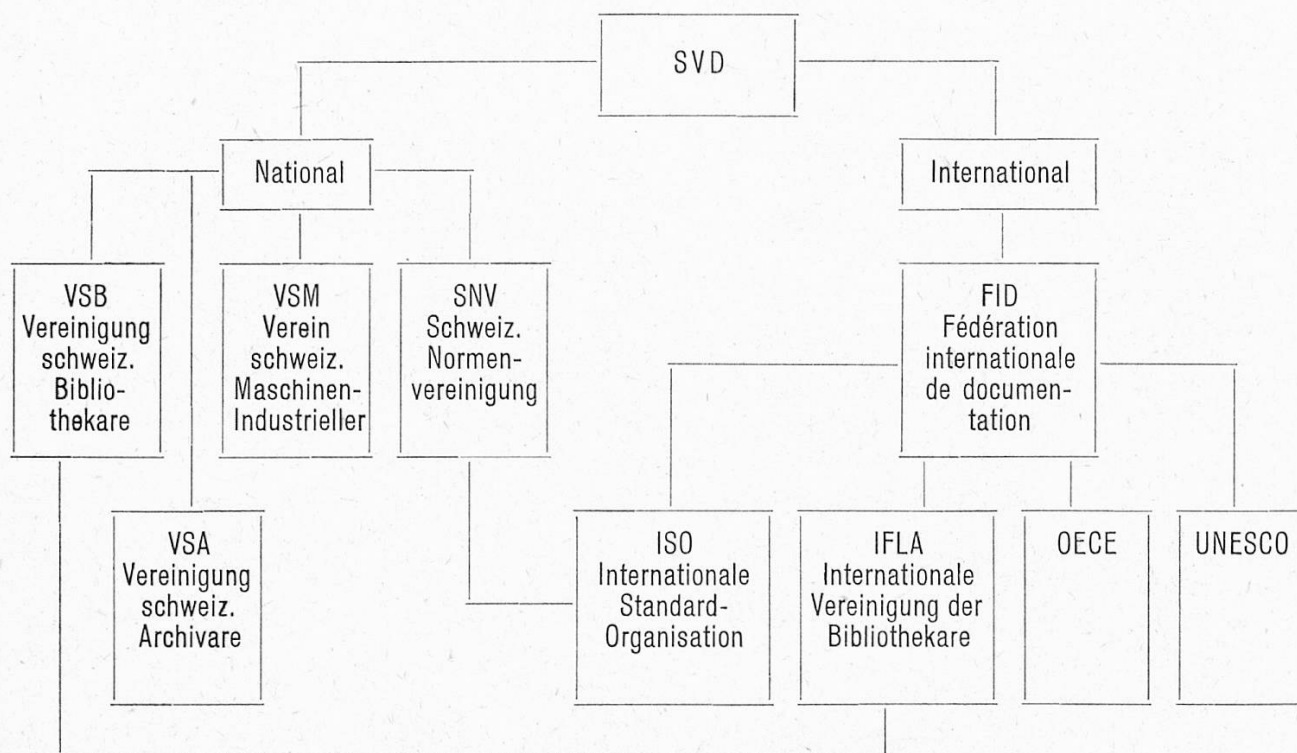 SVD
National
International
VSB
Vereinigung
schweiz.
Biblio-
thekare
VSM
Verein
schweiz.
Maschinen-
Industrieller
SNV
Schweiz.
Normen-
vereinigung
FID
Fédération
internationale
de documen-
tation
VSA
Vereinigung
schweiz.
Archivare
ISO
Internationale
Standard-
Organisation
IFLA
Internationale
Vereinigung der
Bibliothekare
OECE
UNESCO